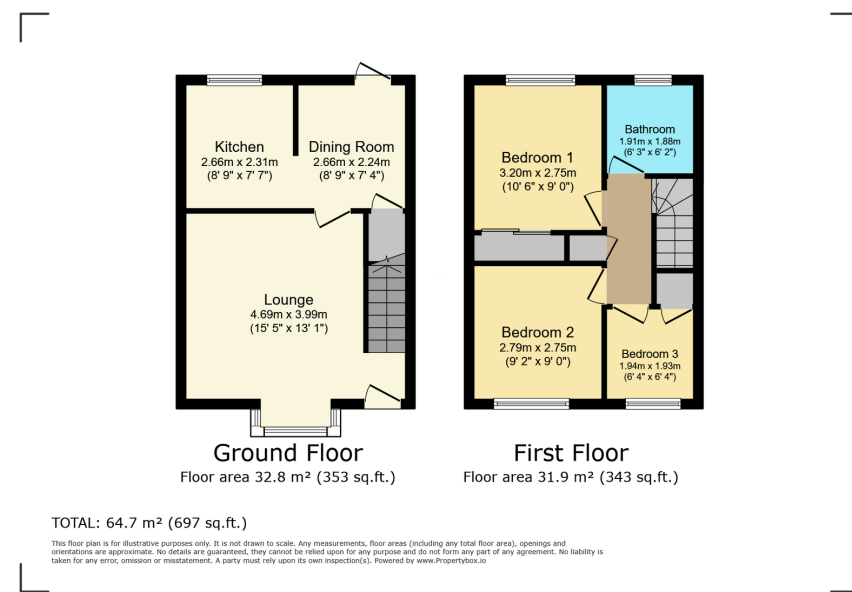 Kitchen
2.66m x 2.31m
(8' 9" x 7' 7")
Dining Room
2.66m x 2.24m
(8' 9" x 7' 4")
Lounge
4.69m x 3.99m
(15' 5" x 13' 1")
Ground Floor
Floor area 32.8 m² (353 sq.ft.)
Bedroom 1
3.20m x 2.75m
(10' 6" x 9' 0")
Bathroom
1.91m x 1.88m
(6' 3" x 6' 2")
Bedroom 2
2.79m x 2.75m
(9' 2" x 9' 0")
Bedroom 3
1.94m x 1.93m
(6' 4" x 6' 4")
First Floor
Floor area 31.9 m² (343 sq.ft.)
TOTAL: 64.7 m² (697 sq.ft.)
This floor plan is for illustrative purposes only. It is not drawn to scale. Any measurements, floor areas (including any total floor area), openings and
orientations are approximate. No details are guaranteed, they cannot be relied upon for any purpose and do not form any part of any agreement. No liability is
taken for any error, omission or misstatement. A party must rely upon its own inspection(s). Powered by www.Propertybox.io